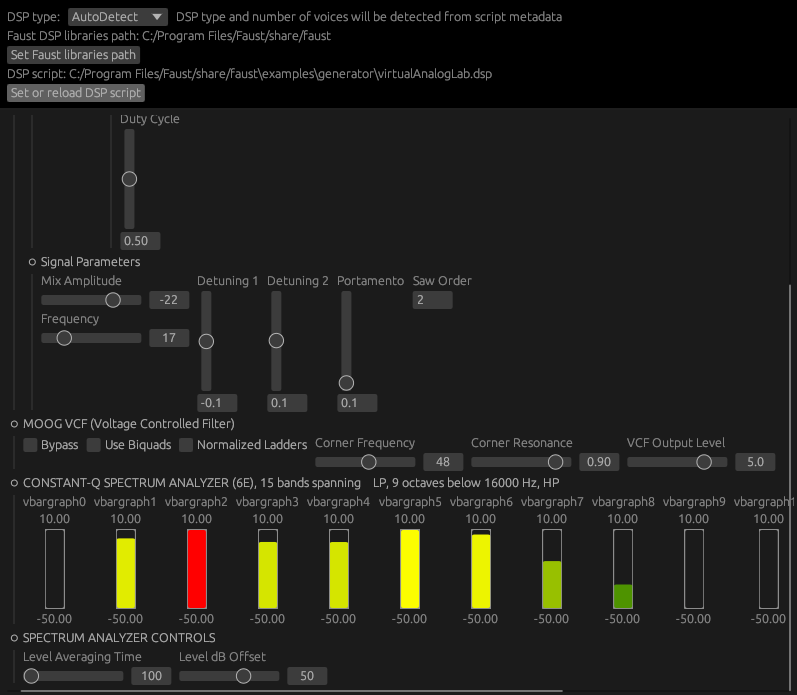 DSP type: AutoDetect DSP type and number of voices will be detected from script metadata
Faust DSP libraries path: C:/Program Files/Faust/share/faust
Set Faust libraries path
DSP script: C:/Program Files/Faust/share/faust\examples\generator\virtualAnalogLab.dsp
Set or reload DSP script
Duty Cycle
0.50
Signal Parameters
Mix Amplitude Detuning 1 Detuning 2 Portamento Saw Order
-22 2
Frequency
17
-0.1 0.1 0.1
MOOG VCF (Voltage Controlled Filter)
Bypass Use Biquads Normalized Ladders Corner Frequency Corner Resonance VCF Output Level
48 0.90 5.0
CONSTANT-Q SPECTRUM ANALYZER (6E), 15 bands spanning LP, 9 octaves below 16000 Hz, HP
vbargraph0 vbargraph1 vbargraph2 vbargraph3 vbargraph4 vbargraph5 vbargraph6 vbargraph7 vbargraph8 vbargraph9 vbargraph1
10.00 10.00 10.00 10.00 10.00 10.00 10.00 10.00 10.00 10.00 10.00
-50.00 -50.00 -50.00 -50.00 -50.00 -50.00 -50.00 -50.00 -50.00 -50.00 -50.00
SPECTRUM ANALYZER CONTROLS
Level Averaging Time Level dB Offset
100 50